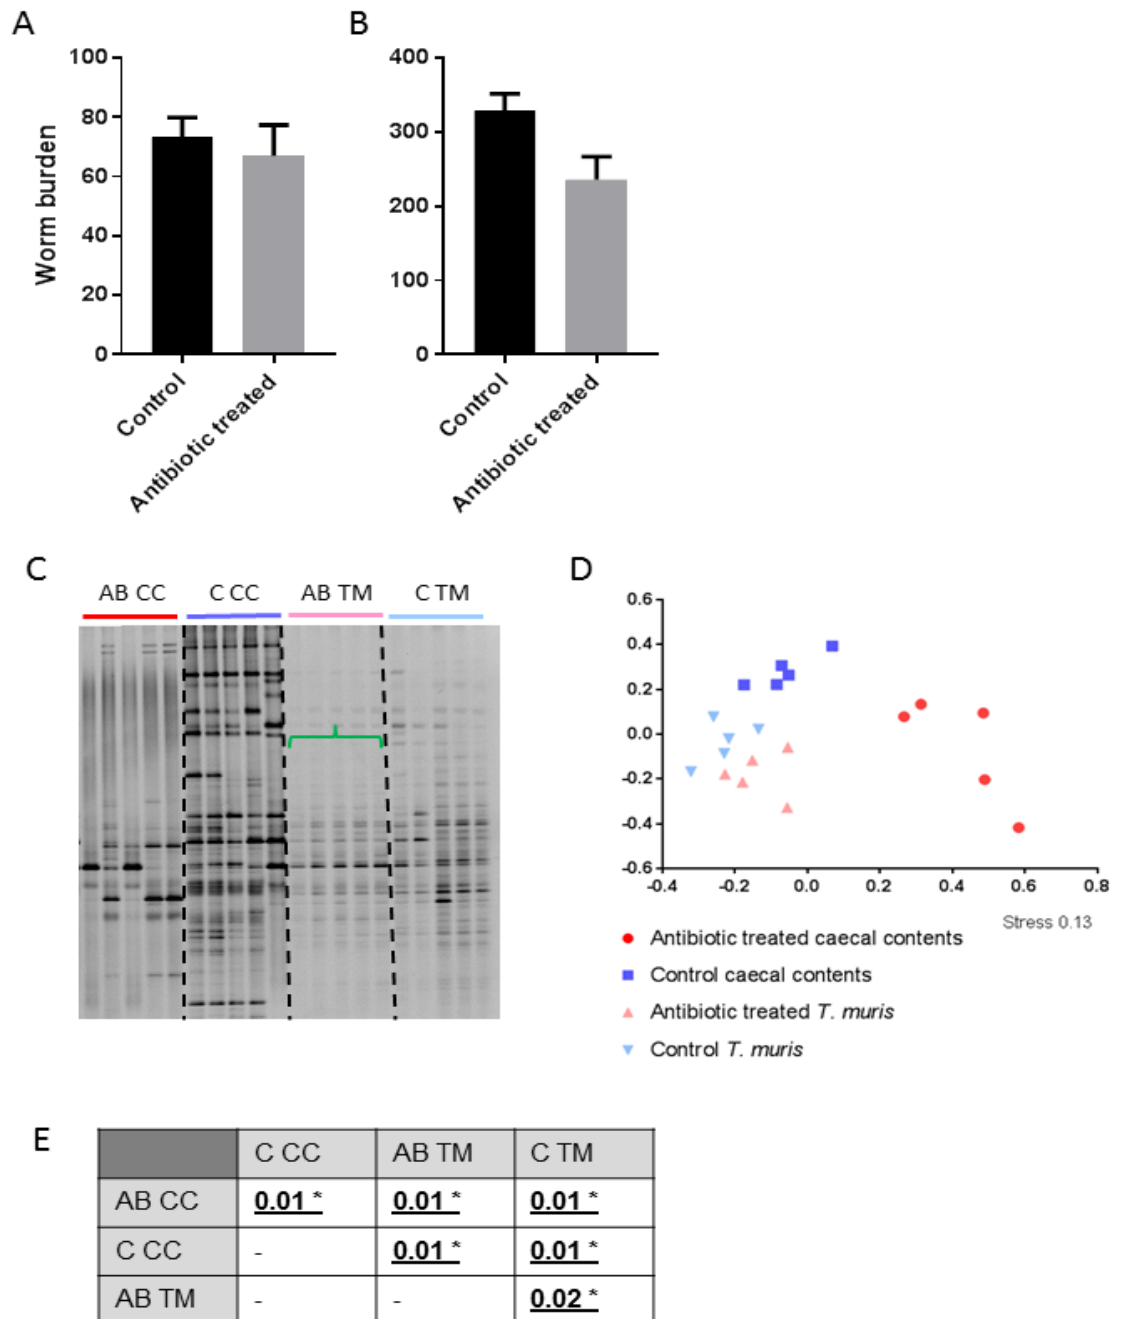 A
B
Worm burden
100
80
60
40
20
0
Control
Antibiotic treated
400
300
200
100
0
Control
Antibiotic treated
C
AB CC C CC AB TM C TM
D
0.6
0.4
0.2
0.0
-0.2
-0.4
-0.6
-0.4 -0.2 0.0 0.2 0.4 0.6 0.8
Stress 0.13
Antibiotic treated caecal contents
Control caecal contents
Antibiotic treated T. muris
Control T. muris
E
C CC AB TM C TM
AB CC 0.01 * 0.01 * 0.01 *
C CC - 0.01 * 0.01 *
AB TM - - 0.02 *